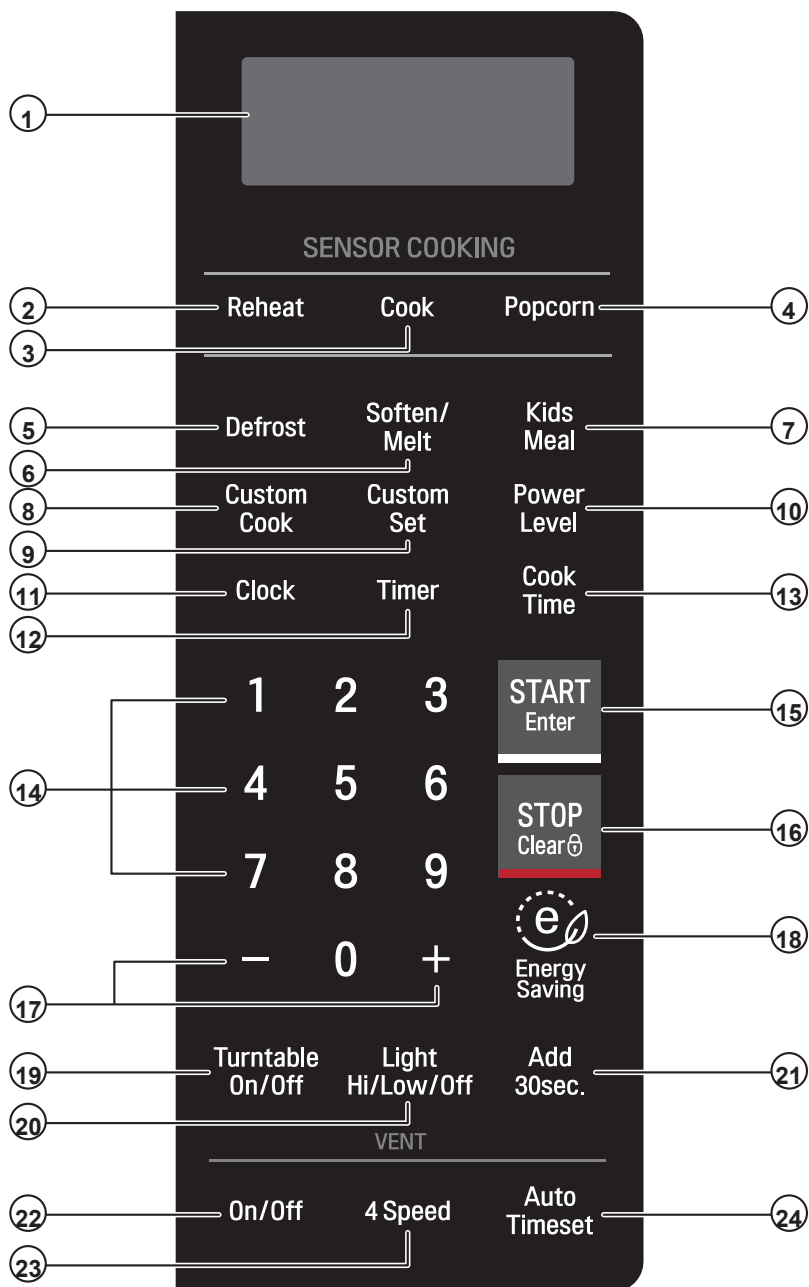 1
SENSOR COOKING
2
Reheat
Cook
Popcorn
4
3
5
Defrost
Soften/
Melt
Kids
Meal
7
6
8
Custom
Cook
Custom
Set
Power
Level
10
9
11
Clock
Timer
Cook
Time
13
12
1 2 3
START
Enter
15
14
4 5 6
STOP
Clear
16
7 8 9
e
Energy
Saving
18
− 0 +
17
19
Turntable
On/Off
Light
Hi/Low/Off
Add
30sec.
21
20
VENT
22
On/Off
4 Speed
Auto
Timeset
24
23